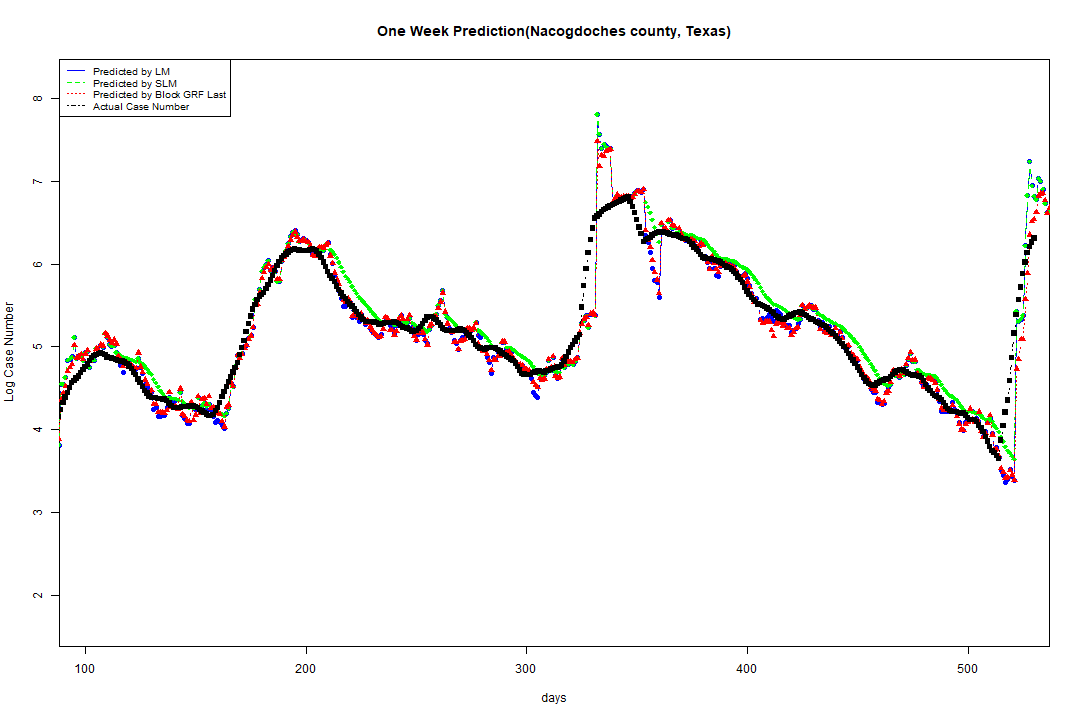 One Week Prediction(Nacogdoches county, Texas)
Predicted by LM
Predicted by SLM
Predicted by Block GRF Last
Actual Case Number
Log Case Number
8
7
6
5
4
3
2
100 200 300 400 500
days